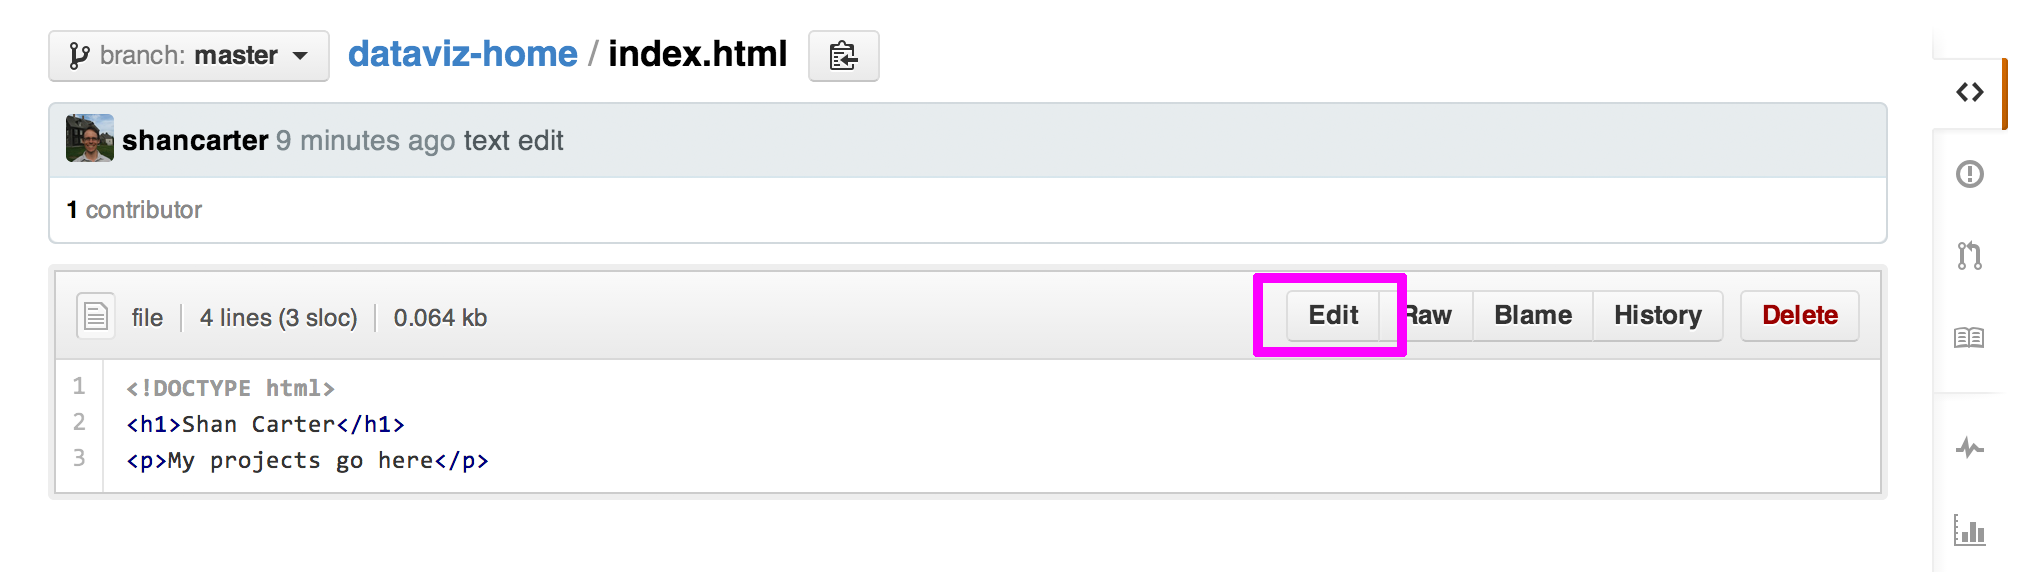 branch: master dataviz-home / index.html
shancarter 9 minutes ago text edit
1 contributor
file 4 lines (3 sloc) 0.064 kb Edit Raw Blame History Delete
1 <!DOCTYPE html>
2 <h1>Shan Carter</h1>
3 <p>My projects go here</p>